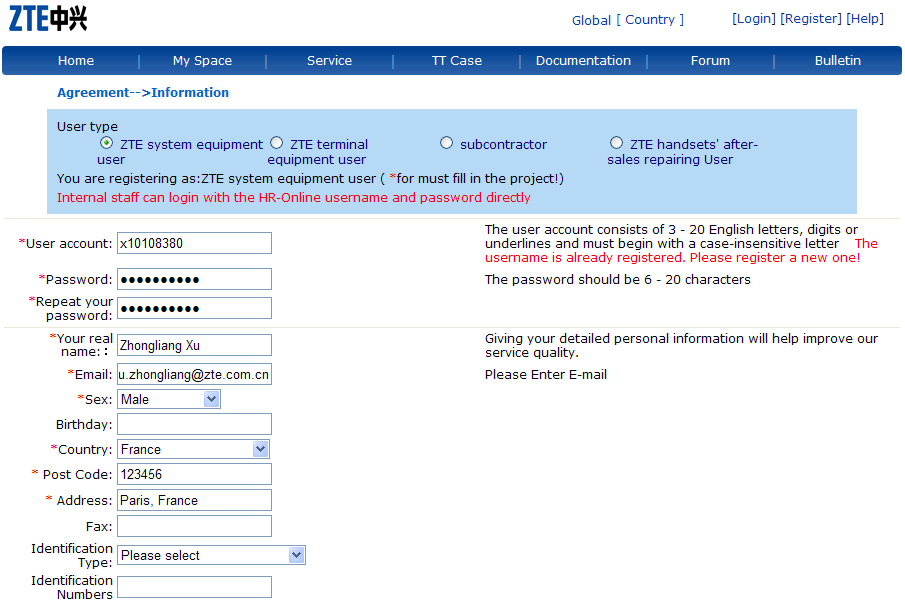 ZTE中兴
Global [ Country ] [Login] [Register] [Help]
Home | My Space | Service | TT Case | Documentation | Forum | Bulletin
Agreement-->Information
User type
ZTE system equipment user
ZTE terminal equipment user
subcontractor
ZTE handsets' after-sales repairing User
You are registering as:ZTE system equipment user ( *for must fill in the project!)
Internal staff can login with the HR-Online username and password directly
*User account: x10108380
The user account consists of 3 - 20 English letters, digits or
underlines and must begin with a case-insensitive letter The
username is already registered. Please register a new one!
*Password: ●●●●●●●●●●
The password should be 6 - 20 characters
*Repeat your
password: ●●●●●●●●●●
*Your real
name:: Zhongliang Xu
Giving your detailed personal information will help improve our
service quality.
*Email: u.zhongliang@zte.com.cn
Please Enter E-mail
*Sex: Male
Birthday:
*Country: France
* Post Code: 123456
* Address: Paris, France
Fax:
Identification
Type: Please select
Identification
Numbers